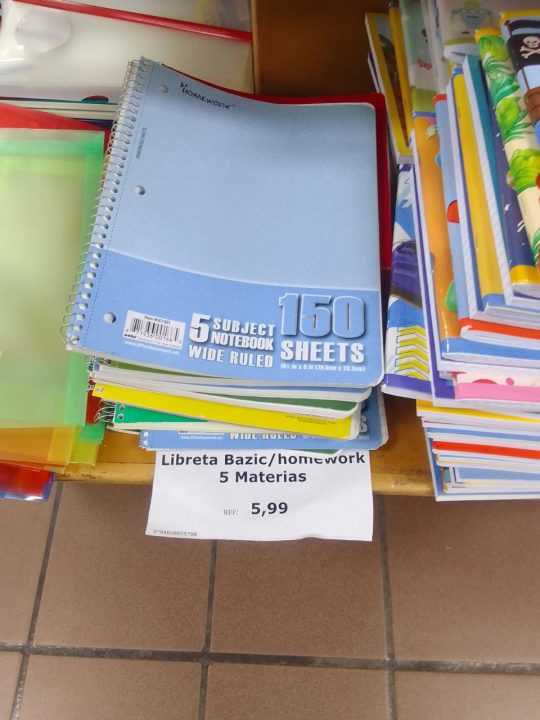 HOMEWORK
5 SUBJECT
NOTEBOOK
WIDE RULED
150
SHEETS
WIDE RULED
Libreta Bazic/homework
5 Materias
REF: 5,99